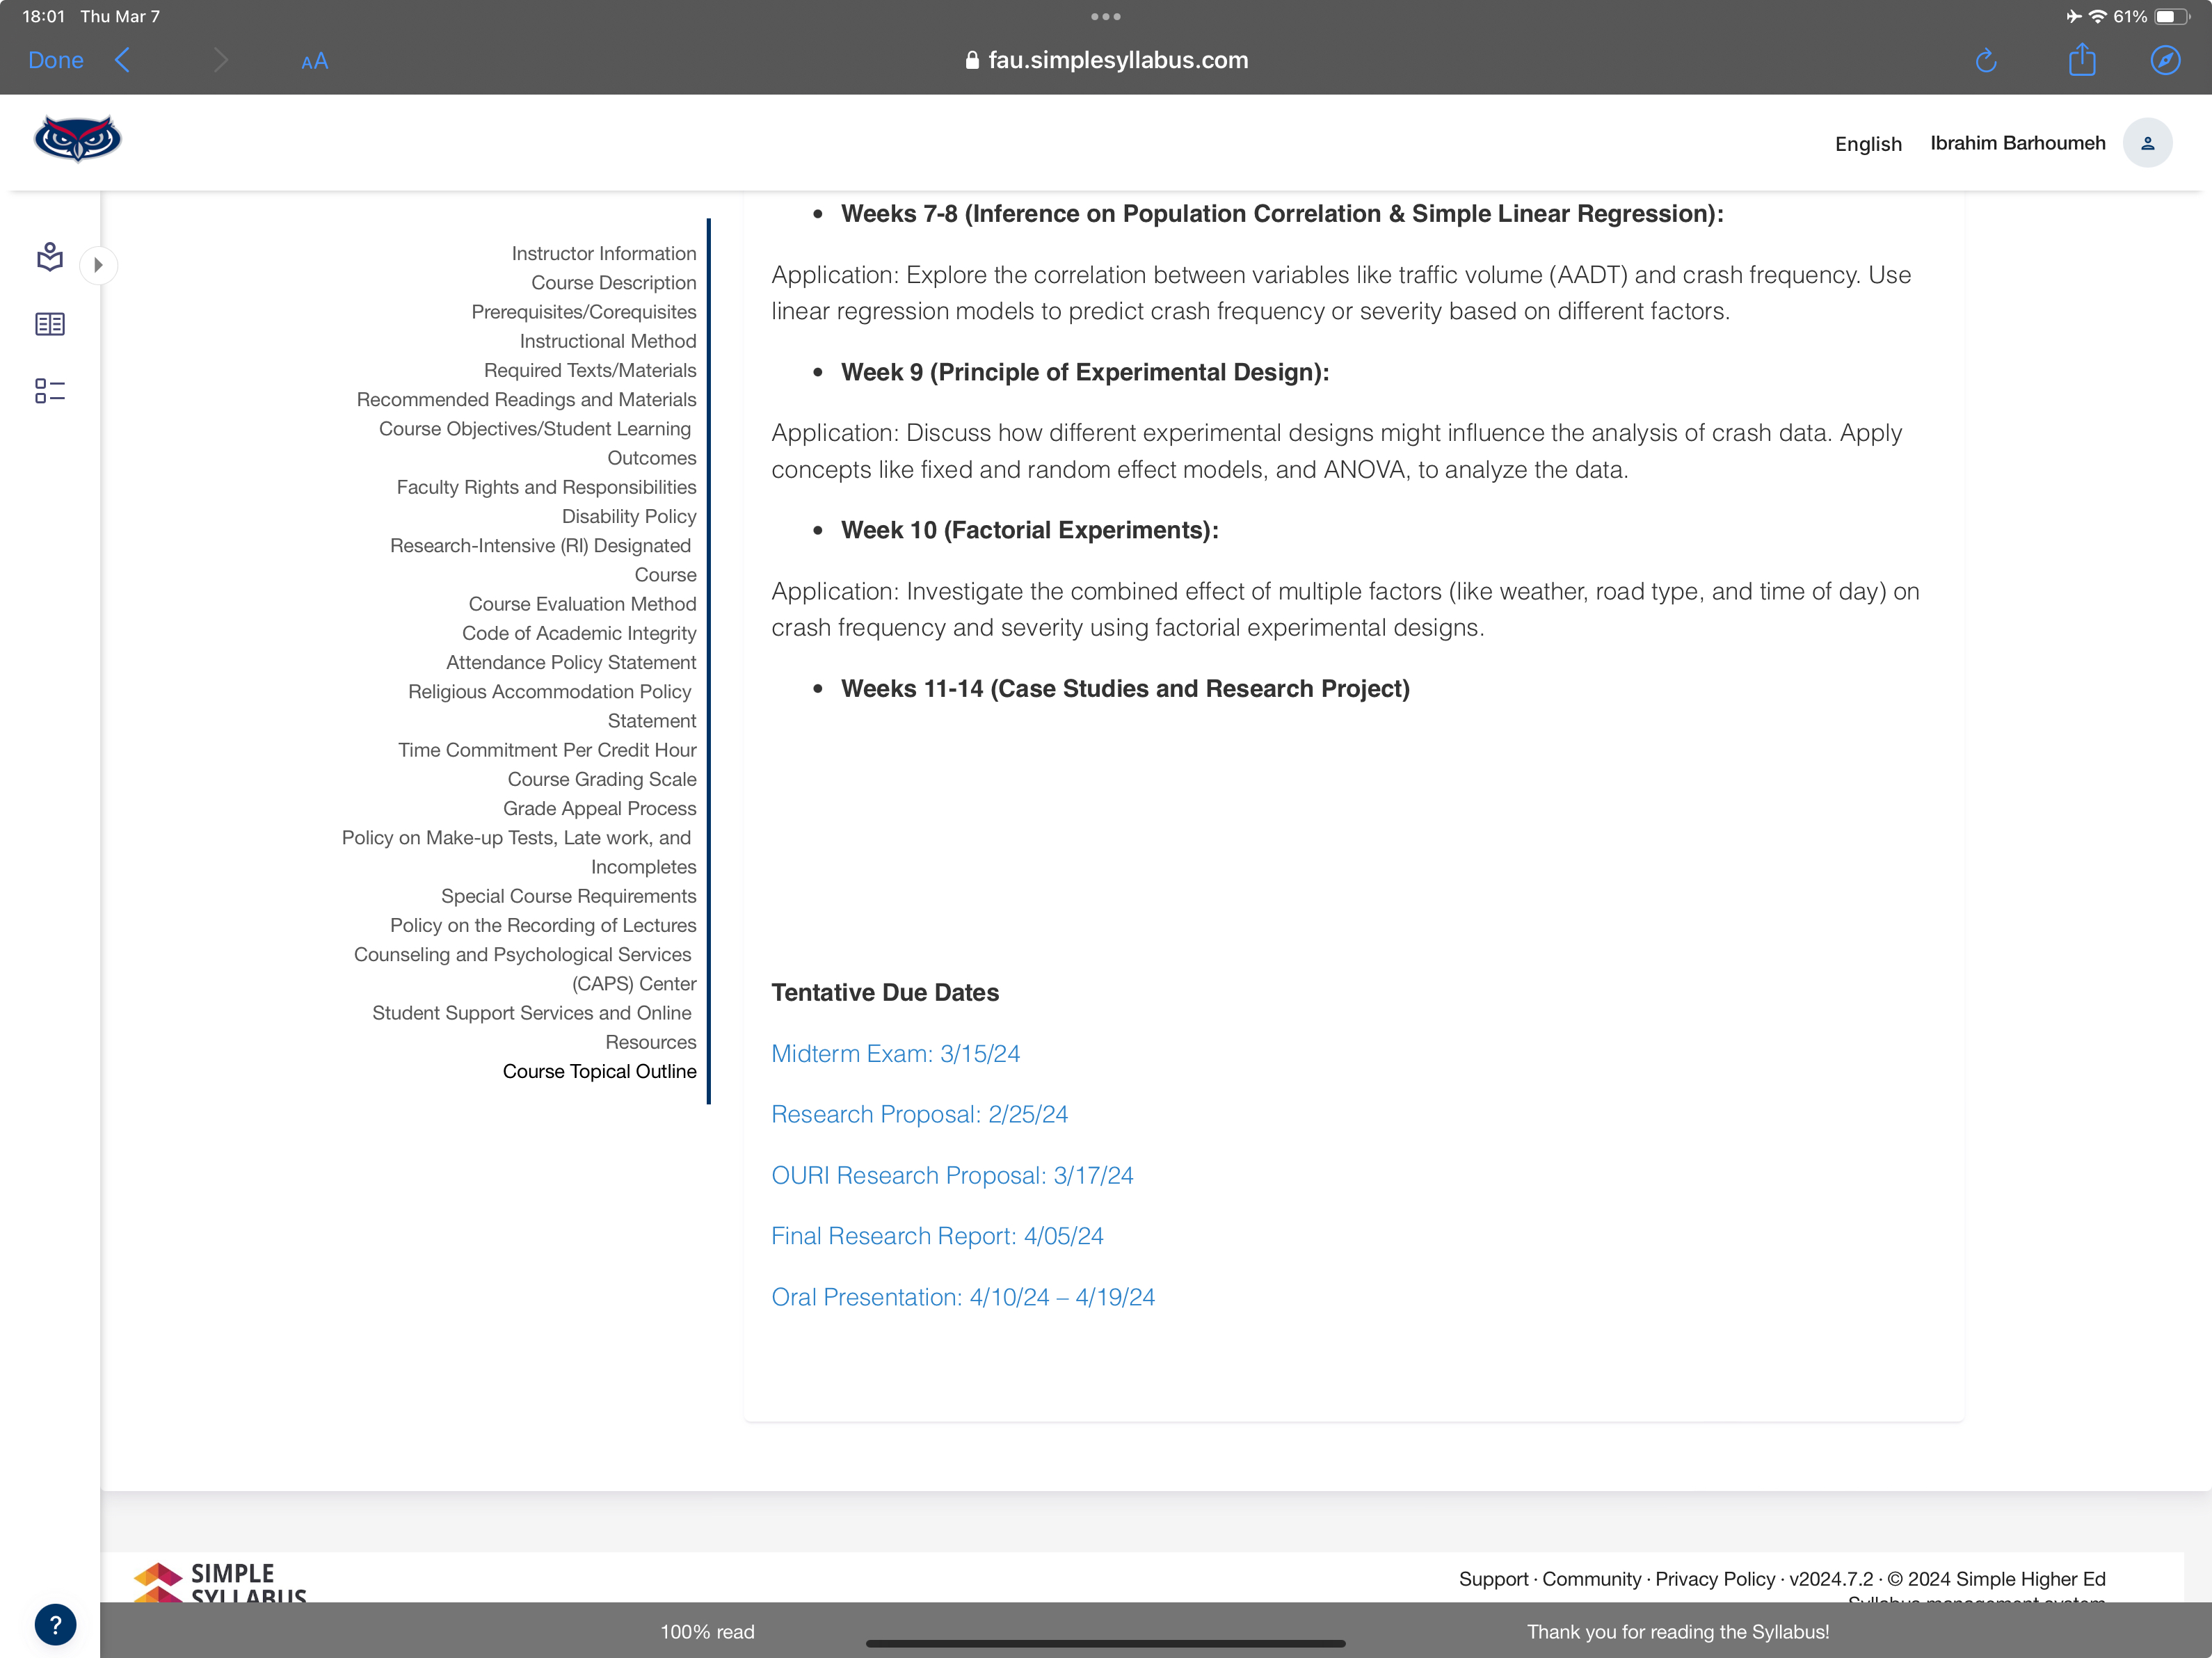 18:01 Thu Mar 7
61%
Done
AA
fau.simplesyllabus.com
English
Ibrahim Barhoumeh
Instructor Information
Course Description
Prerequisites/Corequisites
Instructional Method
Required Texts/Materials
Recommended Readings and Materials
Course Objectives/Student Learning
Outcomes
Faculty Rights and Responsibilities
Disability Policy
Research-Intensive (RI) Designated
Course
Course Evaluation Method
Code of Academic Integrity
Attendance Policy Statement
Religious Accommodation Policy
Statement
Time Commitment Per Credit Hour
Course Grading Scale
Grade Appeal Process
Policy on Make-up Tests, Late work, and
Incompletes
Special Course Requirements
Policy on the Recording of Lectures
Counseling and Psychological Services
(CAPS) Center
Student Support Services and Online
Resources
Course Topical Outline
• Weeks 7-8 (Inference on Population Correlation & Simple Linear Regression):
Application: Explore the correlation between variables like traffic volume (AADT) and crash frequency. Use
linear regression models to predict crash frequency or severity based on different factors.
• Week 9 (Principle of Experimental Design):
Application: Discuss how different experimental designs might influence the analysis of crash data. Apply
concepts like fixed and random effect models, and ANOVA, to analyze the data.
• Week 10 (Factorial Experiments):
Application: Investigate the combined effect of multiple factors (like weather, road type, and time of day) on
crash frequency and severity using factorial experimental designs.
• Weeks 11-14 (Case Studies and Research Project)
Tentative Due Dates
Midterm Exam: 3/15/24
Research Proposal: 2/25/24
OURI Research Proposal: 3/17/24
Final Research Report: 4/05/24
Oral Presentation: 4/10/24 – 4/19/24
SIMPLE
SYLLABUS
Support · Community · Privacy Policy · v2024.7.2 · © 2024 Simple Higher Ed
Syllabus management system
?
100% read
Thank you for reading the Syllabus!